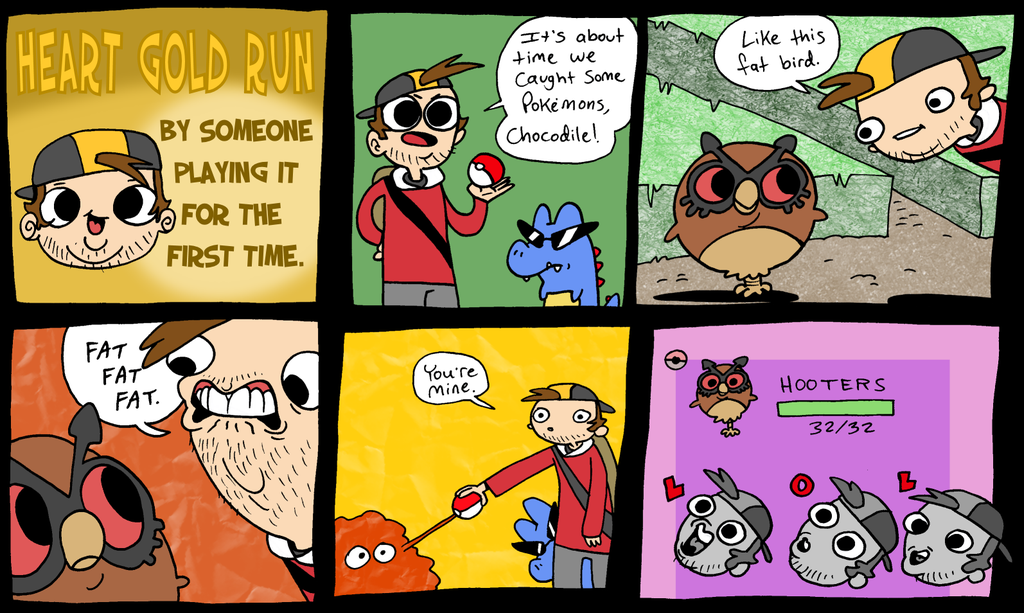 HEART GOLD RUN
BY SOMEONE
PLAYING IT
FOR THE
FIRST TIME.
It's about
time we
caught some
Pokémons,
Chocodile!
Like this
fat bird.
FAT
FAT
FAT.
You're
mine.
HOOTERS
32/32
L O L